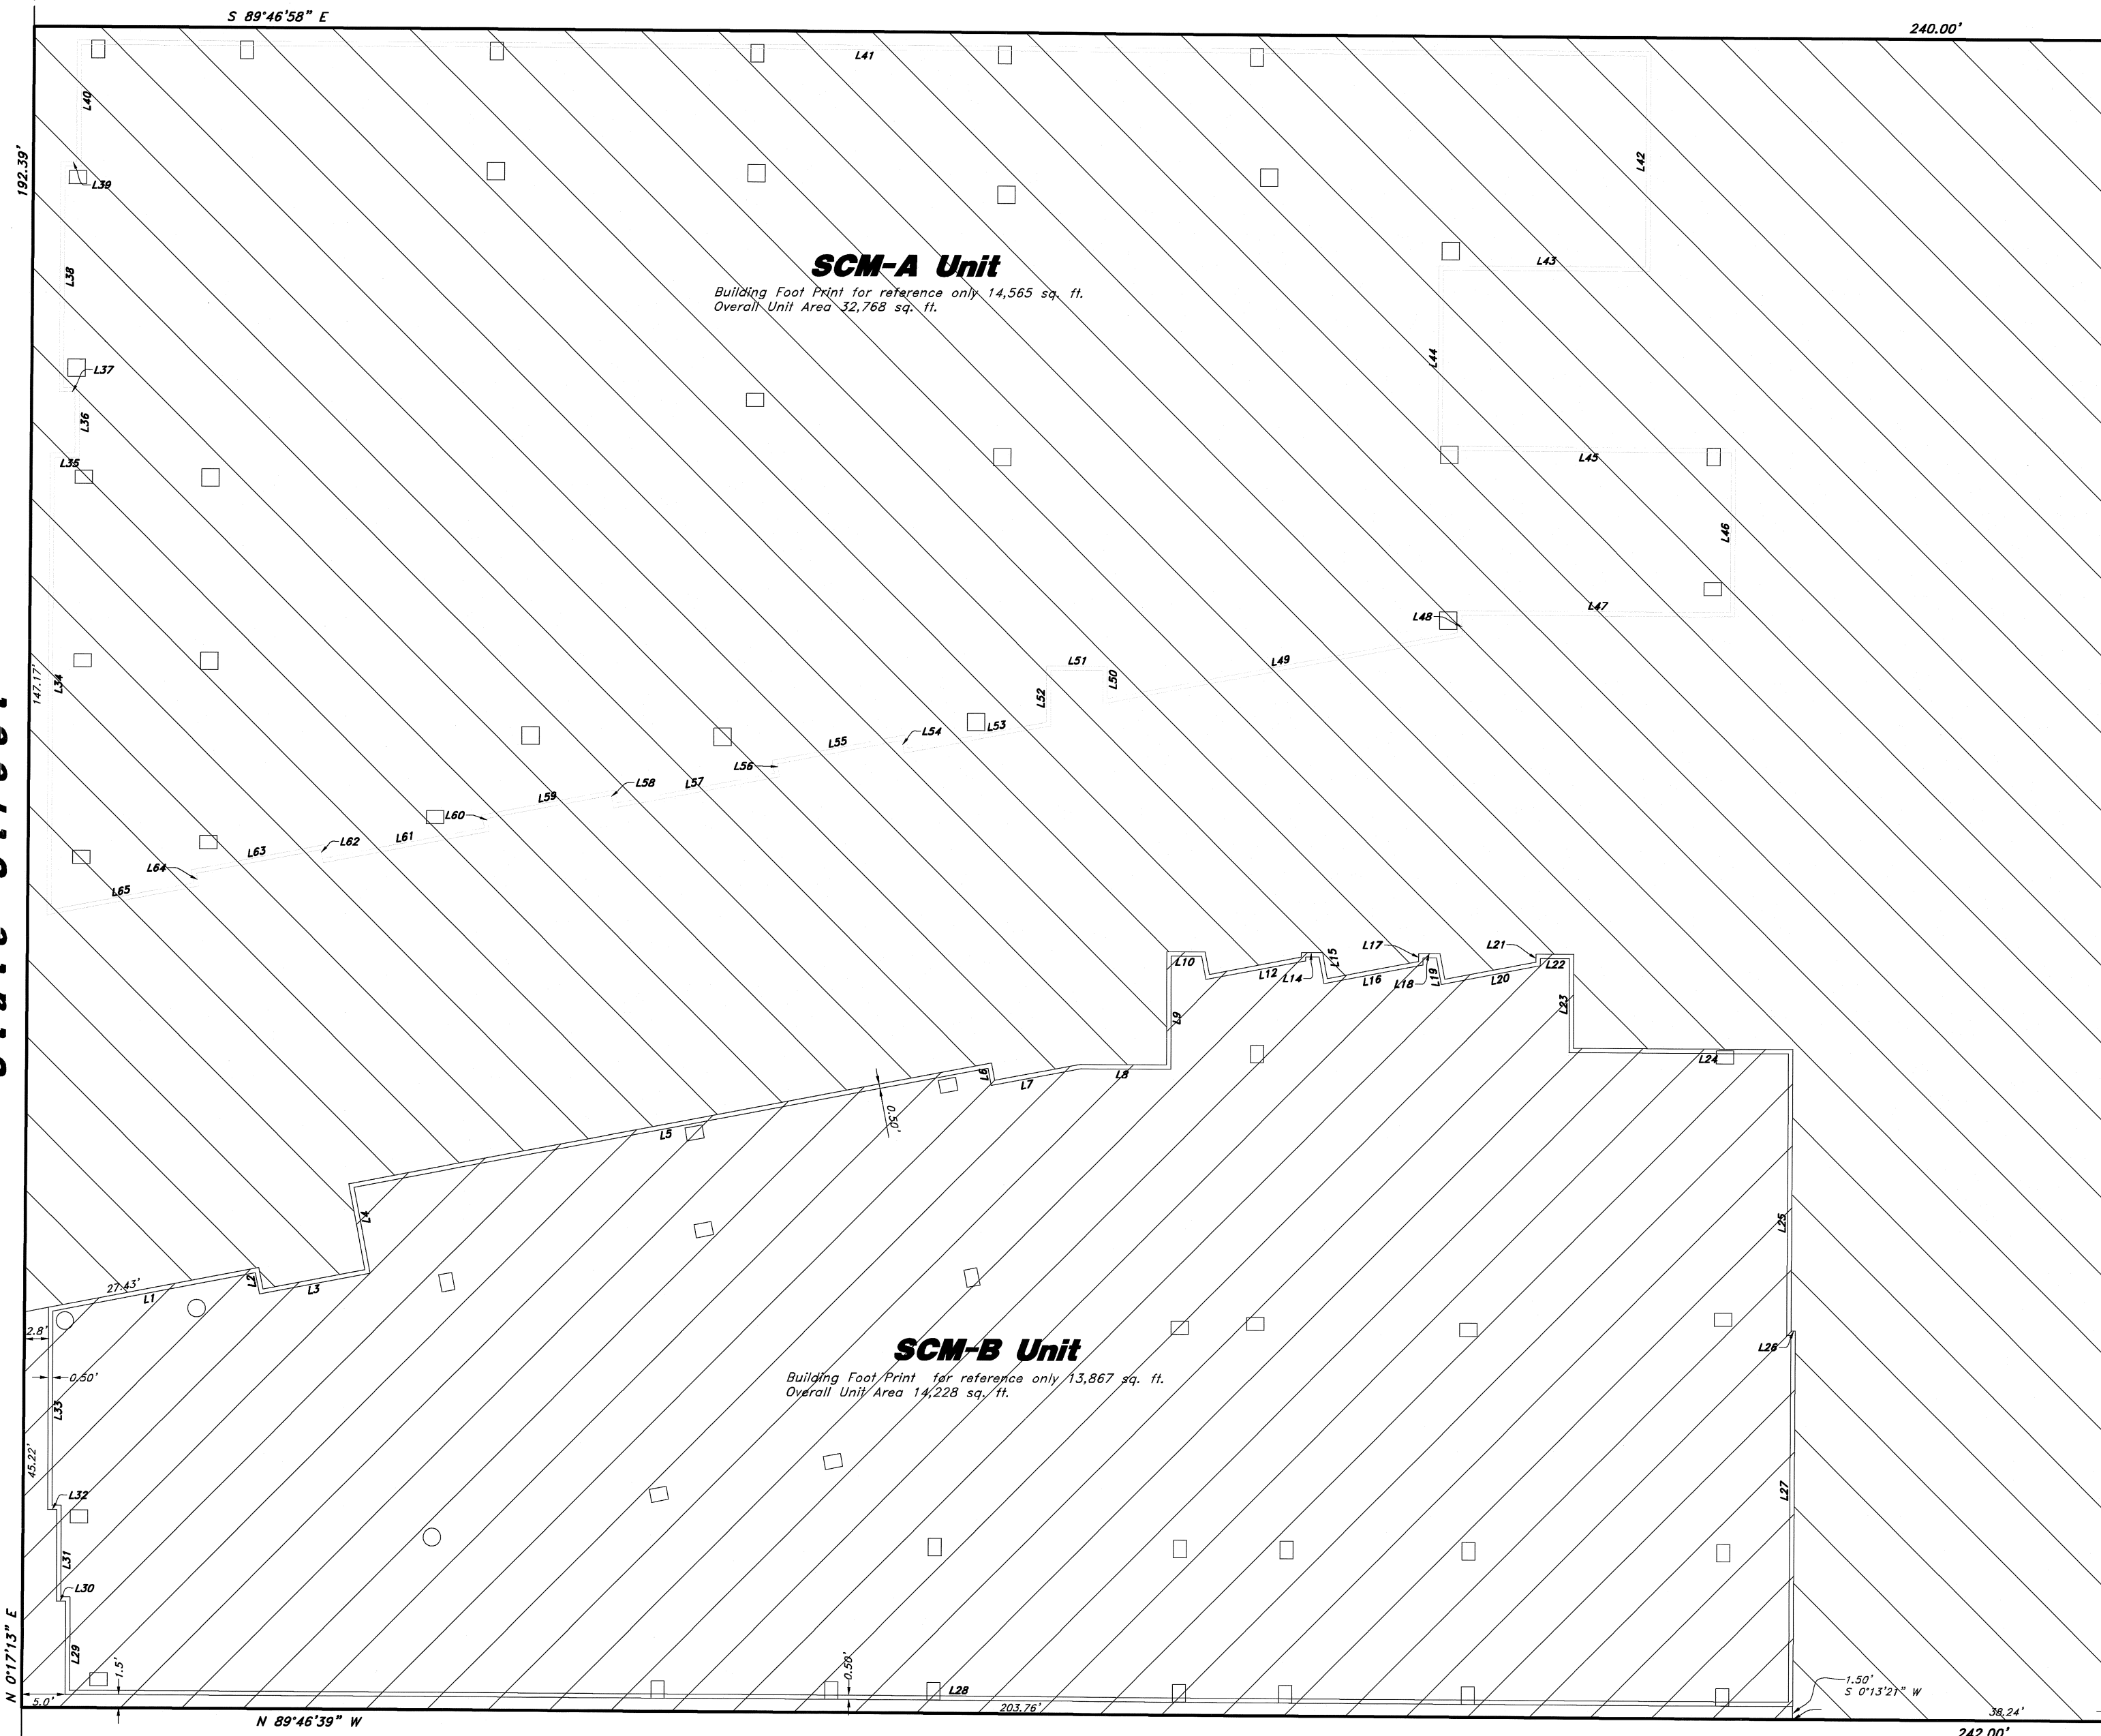 S 89°46'58" E
240.00'
L41
L40
192.39'
L39
L42
L38
L43
SCM-A Unit
Building Foot Print for reference only 14,565 sq. ft.
Overall Unit Area 32,768 sq. ft.
L37
L44
L36
L35
L45
L46
L47
L48
L34
147.17'
L51
L49
L50
L52
L53
L54
L55
L56
L57
L58
L59
L60
L61
L62
L63
L64
L65
L10
L12
L14
L15
L16
L17
L18
L19
L20
L21
L22
L23
L9
L24
L6
L7
L8
0.50'
L5
L4
L25
27.43'
L1
L2
L3
2.8'
L26
SCM-B Unit
Building Foot Print for reference only 13,867 sq. ft.
Overall Unit Area 14,228 sq. ft.
0.50'
L33
45.22'
L32
L27
L31
L30
L29
N 0°17'13" E
1.5'
0.50'
L28
5.0'
203.76'
1.50'
S 0°13'21" W
38.24'
N 89°46'39" W
242.00'